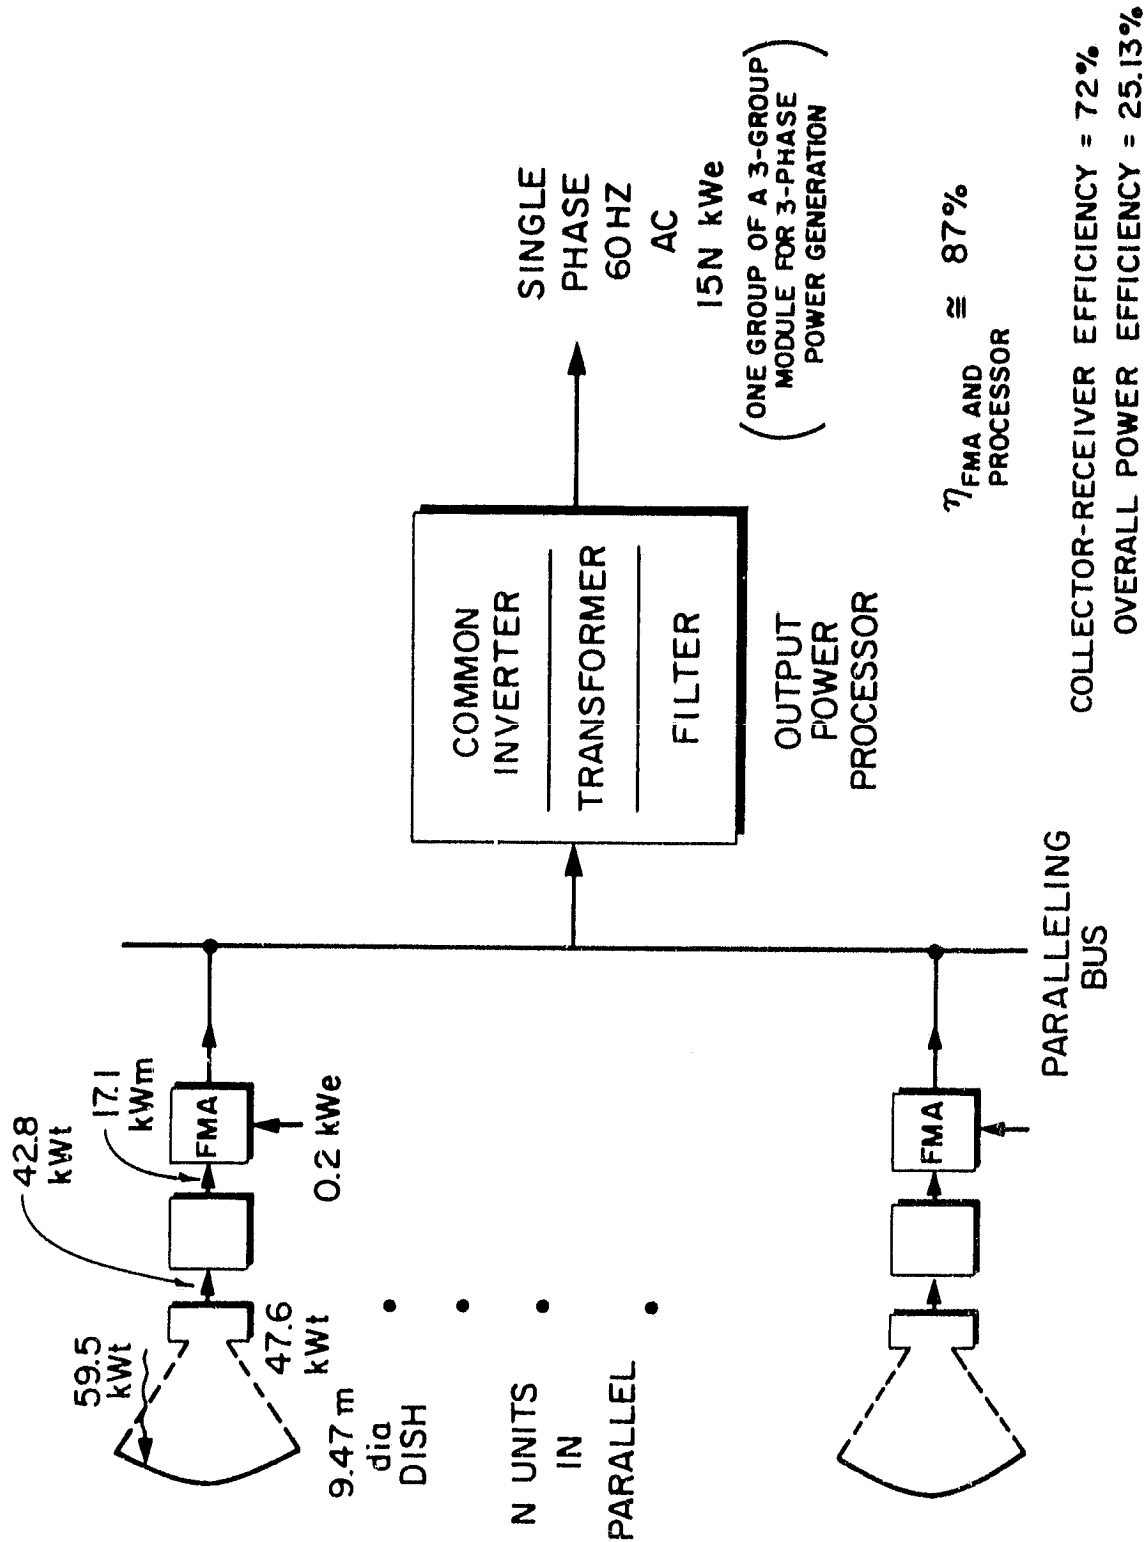 59.5
kWt
42.8
kWt
17.1
kWm
FMA
0.2 kWe
47.6
kWt
9.47 m
dia
DISH
N UNITS
IN
PARALLEL
FMA
PARALLELING
BUS
COMMON
INVERTER
TRANSFORMER
FILTER
OUTPUT
POWER
PROCESSOR
SINGLE
PHASE
60 HZ
AC
15N kWe
(ONE GROUP OF A 3-GROUP
MODULE FOR 3-PHASE
POWER GENERATION)
η FMA AND
PROCESSOR ≅ 87%
COLLECTOR-RECEIVER EFFICIENCY = 72%
OVERALL POWER EFFICIENCY = 25.13%